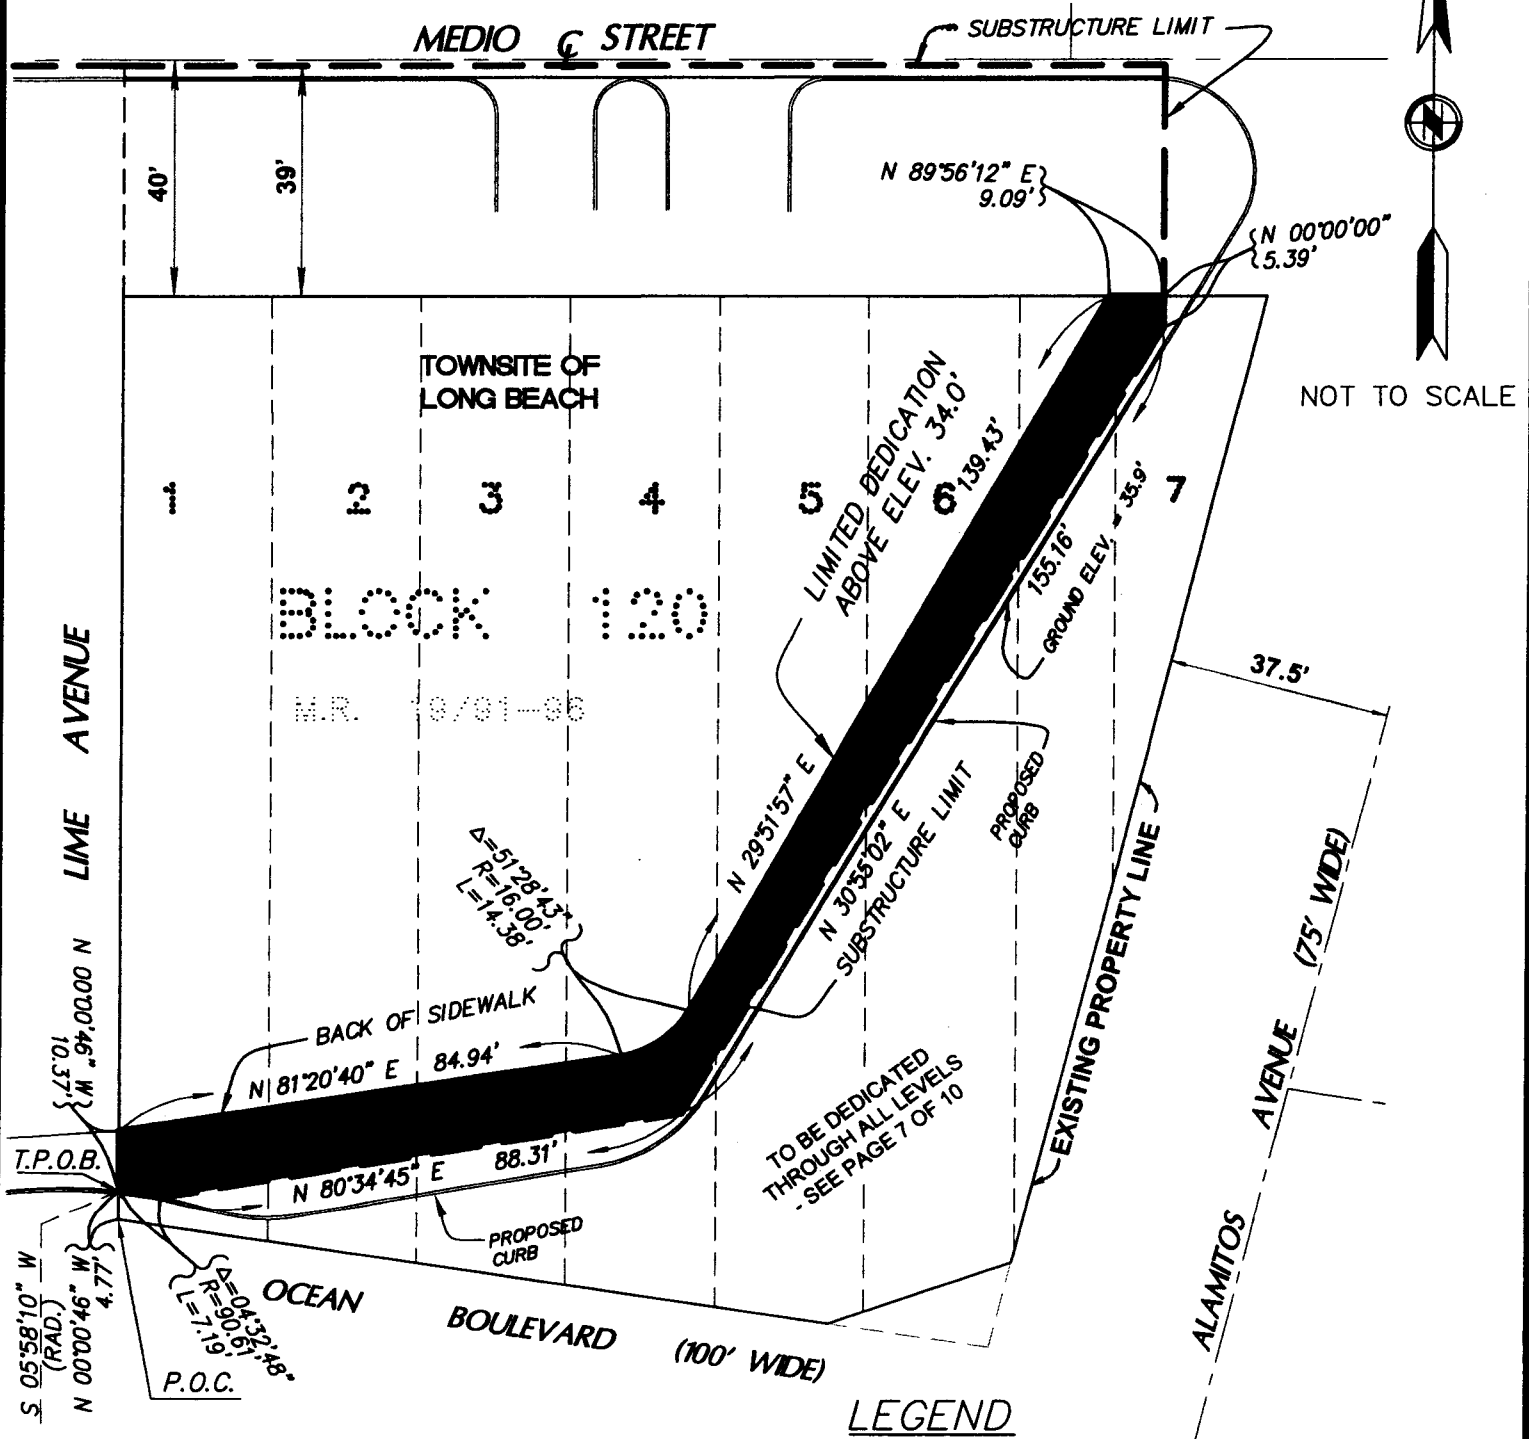 MEDIO ℄ STREET
SUBSTRUCTURE LIMIT
40'
39'
N 89°56'12" E
9.09'
N 00°00'00"
5.39'
NOT TO SCALE
TOWNSITE OF
LONG BEACH
LIMITED DEDICATION
ABOVE ELEV. 34.0'
139.43'
1
2
3
4
5
6
7
155.16'
GROUND ELEV. = 35.9'
BLOCK 120
M.R. 19/91-96
37.5'
LIME AVENUE
N 29°51'57" E
N 30°55'02" E
SUBSTRUCTURE LIMIT
PROPOSED
CURB
Δ=51°28'43"
R=16.00'
L=14.38'
EXISTING PROPERTY LINE
ALAMITOS AVENUE (75' WIDE)
N 00°00'46" W
10.37'
BACK OF SIDEWALK
N 81°20'40" E 84.94'
T.P.O.B.
N 80°34'45" E 88.31'
TO BE DEDICATED
THROUGH ALL LEVELS
- SEE PAGE 7 OF 10
PROPOSED
CURB
S 05°58'10" W
(RAD.)
N 00°00'46" W
4.77'
Δ=04°32'48"
R=90.61'
L=7.19'
P.O.C.
OCEAN BOULEVARD (100' WIDE)
LEGEND